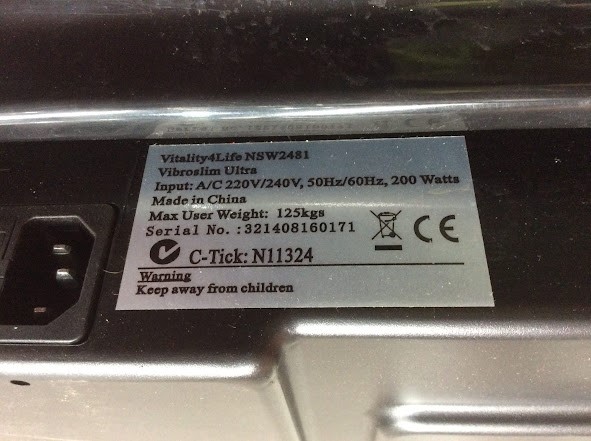 Vitality4Life NSW2481
Vibroslim Ultra
Input: A/C 220V/240V, 50Hz/60Hz, 200 Watts
Made in China
Max User Weight: 125kgs
Serial No. :321408160171
CE
C-Tick: N11324
Warning
Keep away from children